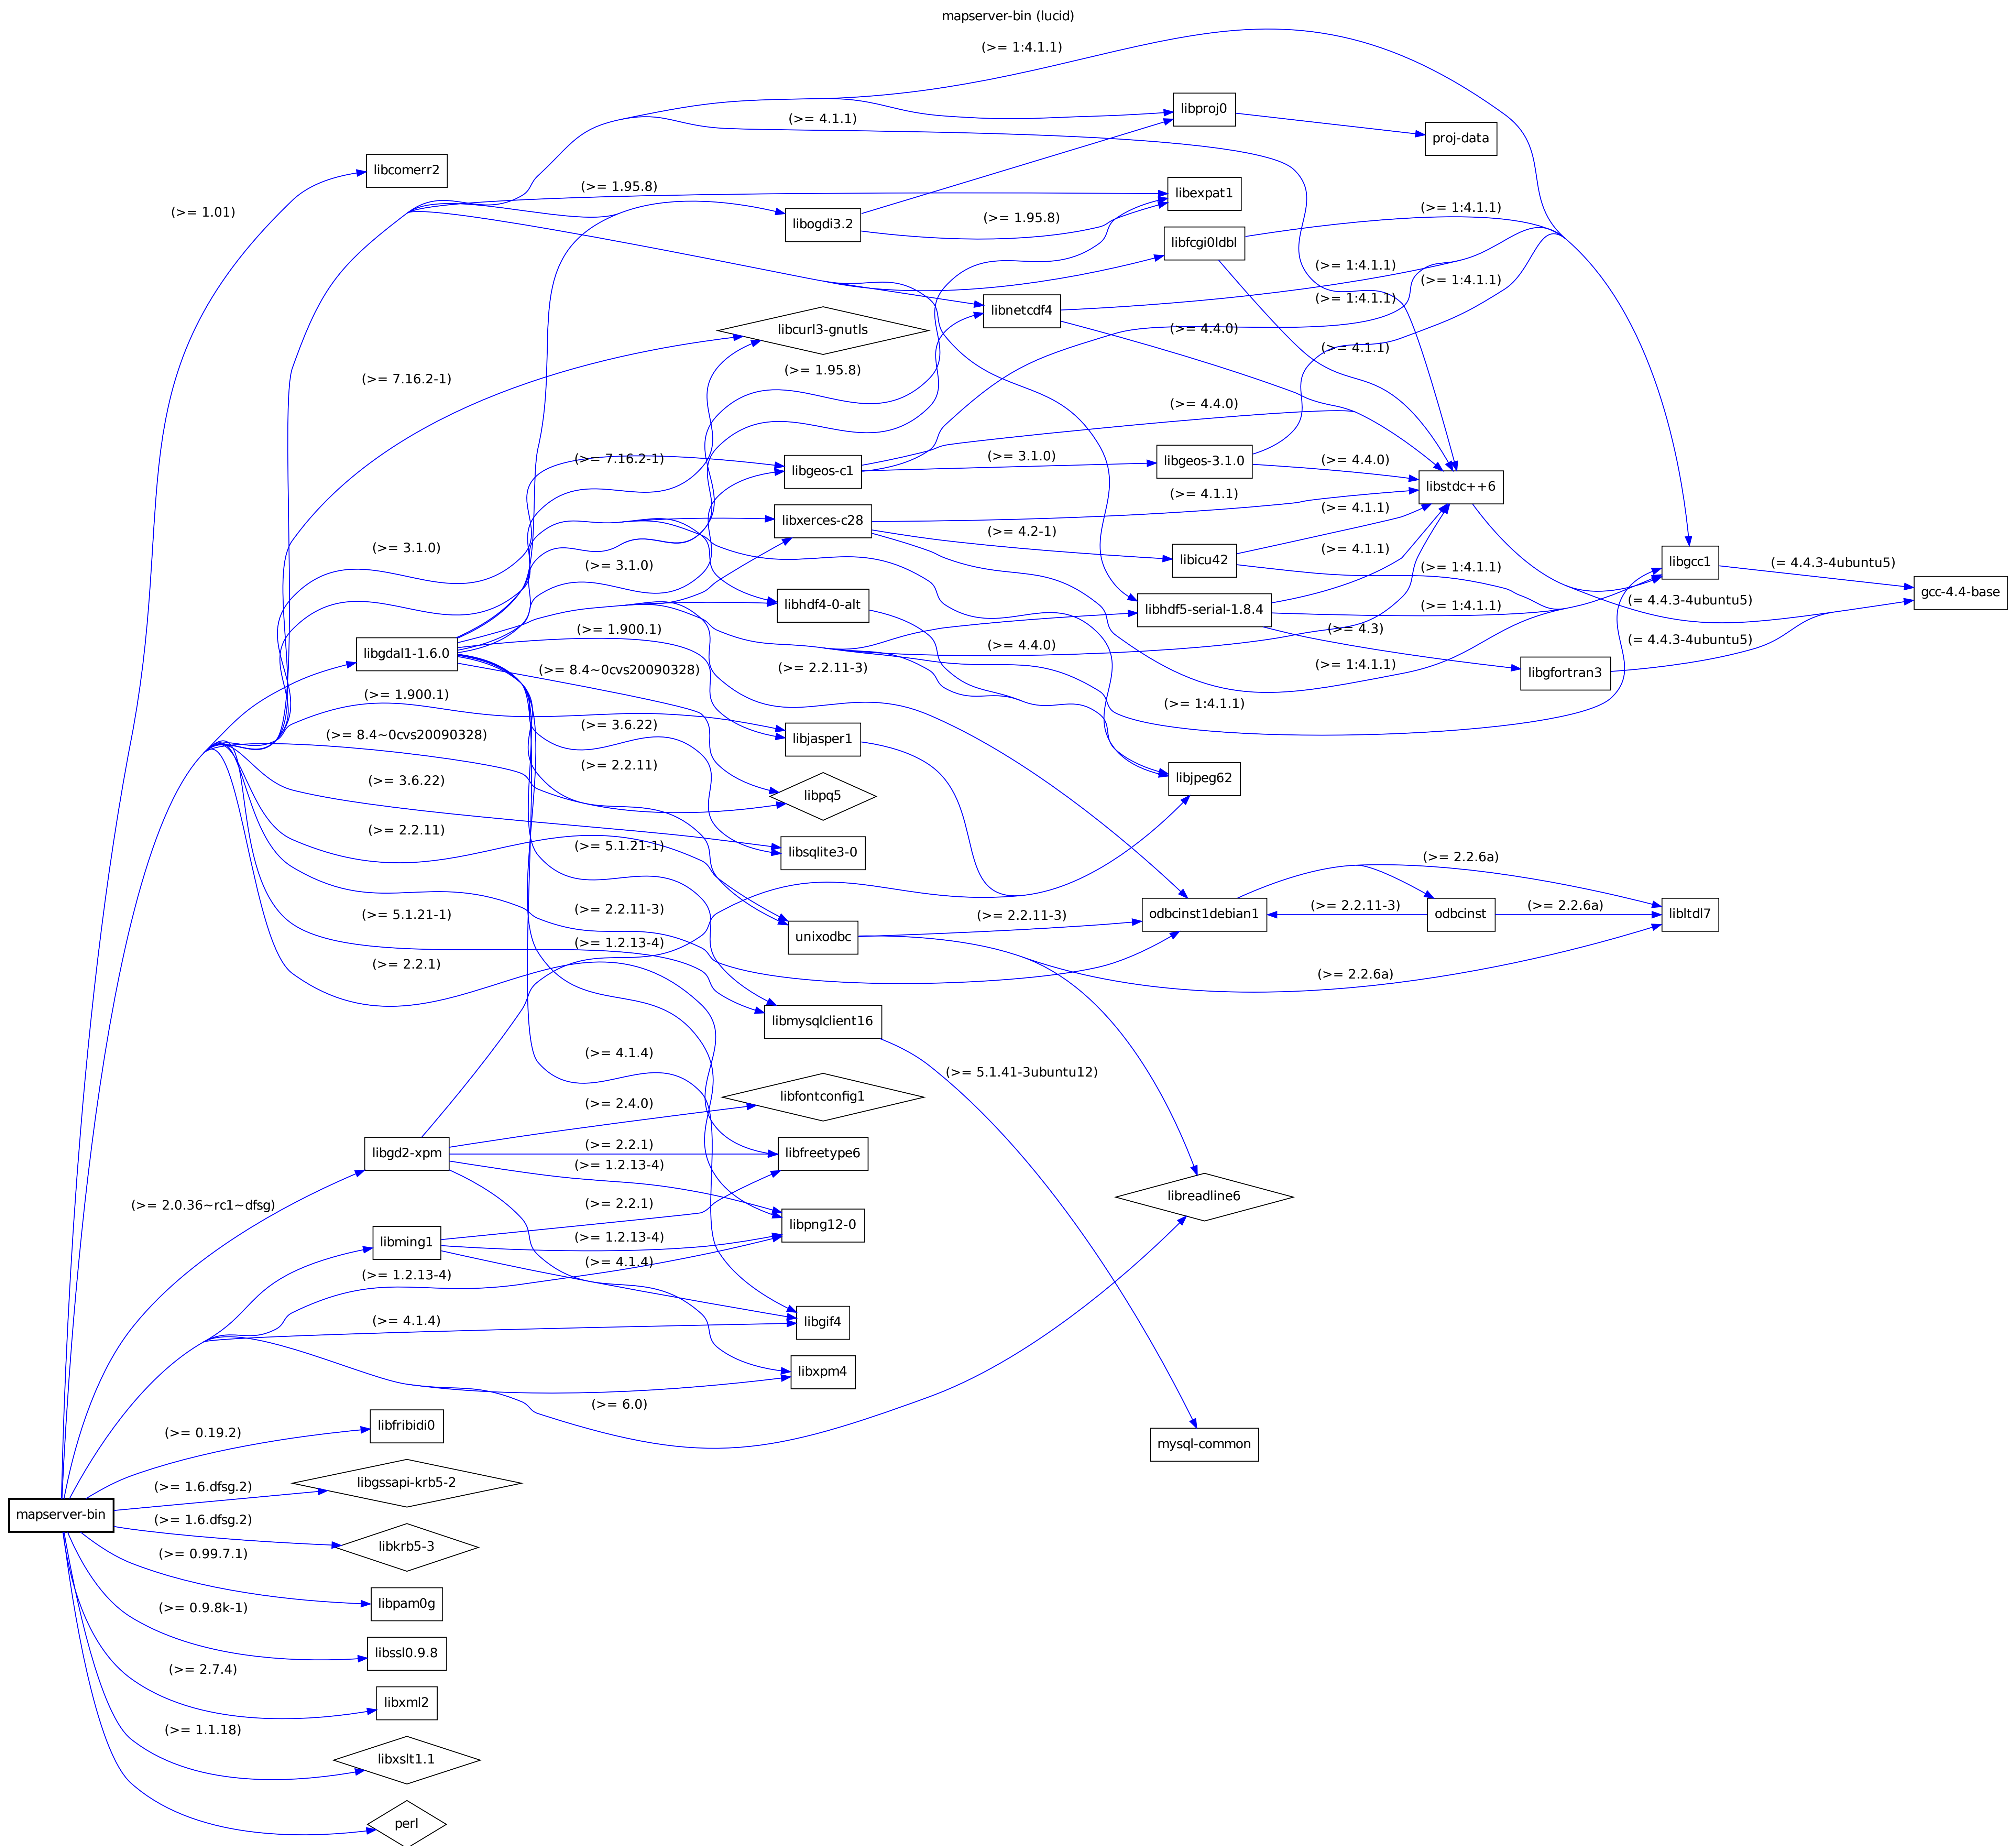 mapserver-bin (lucid)
(>= 1:4.1.1)
libproj0
(>= 4.1.1)
proj-data
libcomerr2
(>= 1.95.8)
libexpat1
(>= 1.01)
libogdi3.2
(>= 1.95.8)
(>= 1:4.1.1)
libfcgi0ldbl
(>= 1:4.1.1)
(>= 1:4.1.1)
(>= 1:4.1.1)
libnetcdf4
libcurl3-gnutls
(>= 4.4.0)
(>= 4.1.1)
(>= 7.16.2-1)
(>= 1.95.8)
(>= 4.4.0)
(>= 7.16.2-1)
libgeos-c1
(>= 3.1.0)
libgeos-3.1.0
(>= 4.4.0)
libstdc++6
(>= 4.1.1)
(>= 4.1.1)
libxerces-c28
(>= 4.2-1)
(>= 3.1.0)
(>= 3.1.0)
libicu42
(>= 4.1.1)
(>= 1:4.1.1)
libgcc1
(= 4.4.3-4ubuntu5)
gcc-4.4-base
libhdf4-0-alt
libhdf5-serial-1.8.4
(>= 1:4.1.1)
(= 4.4.3-4ubuntu5)
(>= 1.900.1)
(>= 4.3)
(= 4.4.3-4ubuntu5)
libgdal1-1.6.0
(>= 4.4.0)
(>= 8.4~0cvs20090328)
(>= 2.2.11-3)
(>= 1:4.1.1)
libgfortran3
(>= 1.900.1)
(>= 1:4.1.1)
(>= 3.6.22)
(>= 8.4~0cvs20090328)
libjasper1
(>= 2.2.11)
(>= 3.6.22)
libjpeg62
libpq5
(>= 2.2.11)
(>= 5.1.21-1)
libsqlite3-0
(>= 2.2.6a)
(>= 5.1.21-1)
(>= 2.2.11-3)
(>= 2.2.11-3)
odbcinst1debian1
(>= 2.2.11-3)
odbcinst
(>= 2.2.6a)
libltdl7
unixodbc
(>= 1.2.13-4)
(>= 2.2.1)
(>= 2.2.6a)
libmysqlclient16
(>= 4.1.4)
(>= 5.1.41-3ubuntu12)
libfontconfig1
(>= 2.4.0)
(>= 2.2.1)
libgd2-xpm
libfreetype6
(>= 1.2.13-4)
(>= 2.0.36~rc1~dfsg)
(>= 2.2.1)
libreadline6
libpng12-0
libming1
(>= 1.2.13-4)
(>= 1.2.13-4)
(>= 4.1.4)
(>= 4.1.4)
libgif4
libxpm4
(>= 6.0)
(>= 0.19.2)
libfribidi0
mysql-common
(>= 1.6.dfsg.2)
libgssapi-krb5-2
mapserver-bin
(>= 1.6.dfsg.2)
libkrb5-3
(>= 0.99.7.1)
libpam0g
(>= 0.9.8k-1)
libssl0.9.8
(>= 2.7.4)
libxml2
(>= 1.1.18)
libxslt1.1
perl